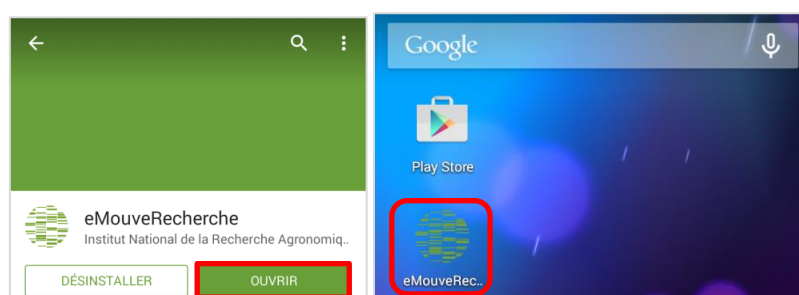 eMouveRecherche
Institut National de la Recherche Agronomiq..
DÉSINSTALLER
OUVRIR
Google
Play Store
eMouveRec..